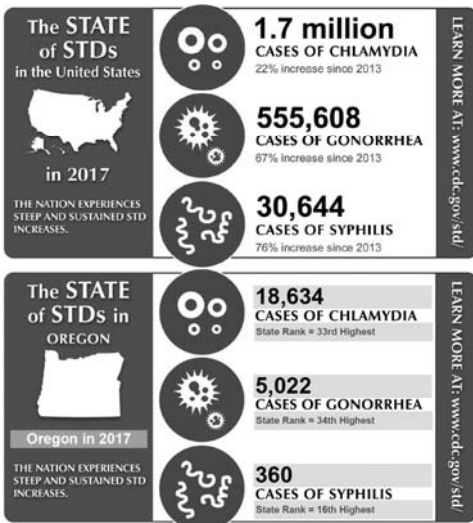 The STATE
of STDs
in the United States
in 2017
THE NATION EXPERIENCES
STEEP AND SUSTAINED STD
INCREASES.
1.7 million
CASES OF CHLAMYDIA
22% increase since 2013
555,608
CASES OF GONORRHEA
67% increase since 2013
30,644
CASES OF SYPHILIS
76% increase since 2013
LEARN MORE AT: www.cdc.gov/std/
The STATE
of STDs in
OREGON
Oregon in 2017
THE NATION EXPERIENCES
STEEP AND SUSTAINED STD
INCREASES.
18,634
CASES OF CHLAMYDIA
State Rank = 33rd Highest
5,022
CASES OF GONORRHEA
State Rank = 34th Highest
360
CASES OF SYPHILIS
State Rank = 16th Highest
LEARN MORE AT: www.cdc.gov/std/